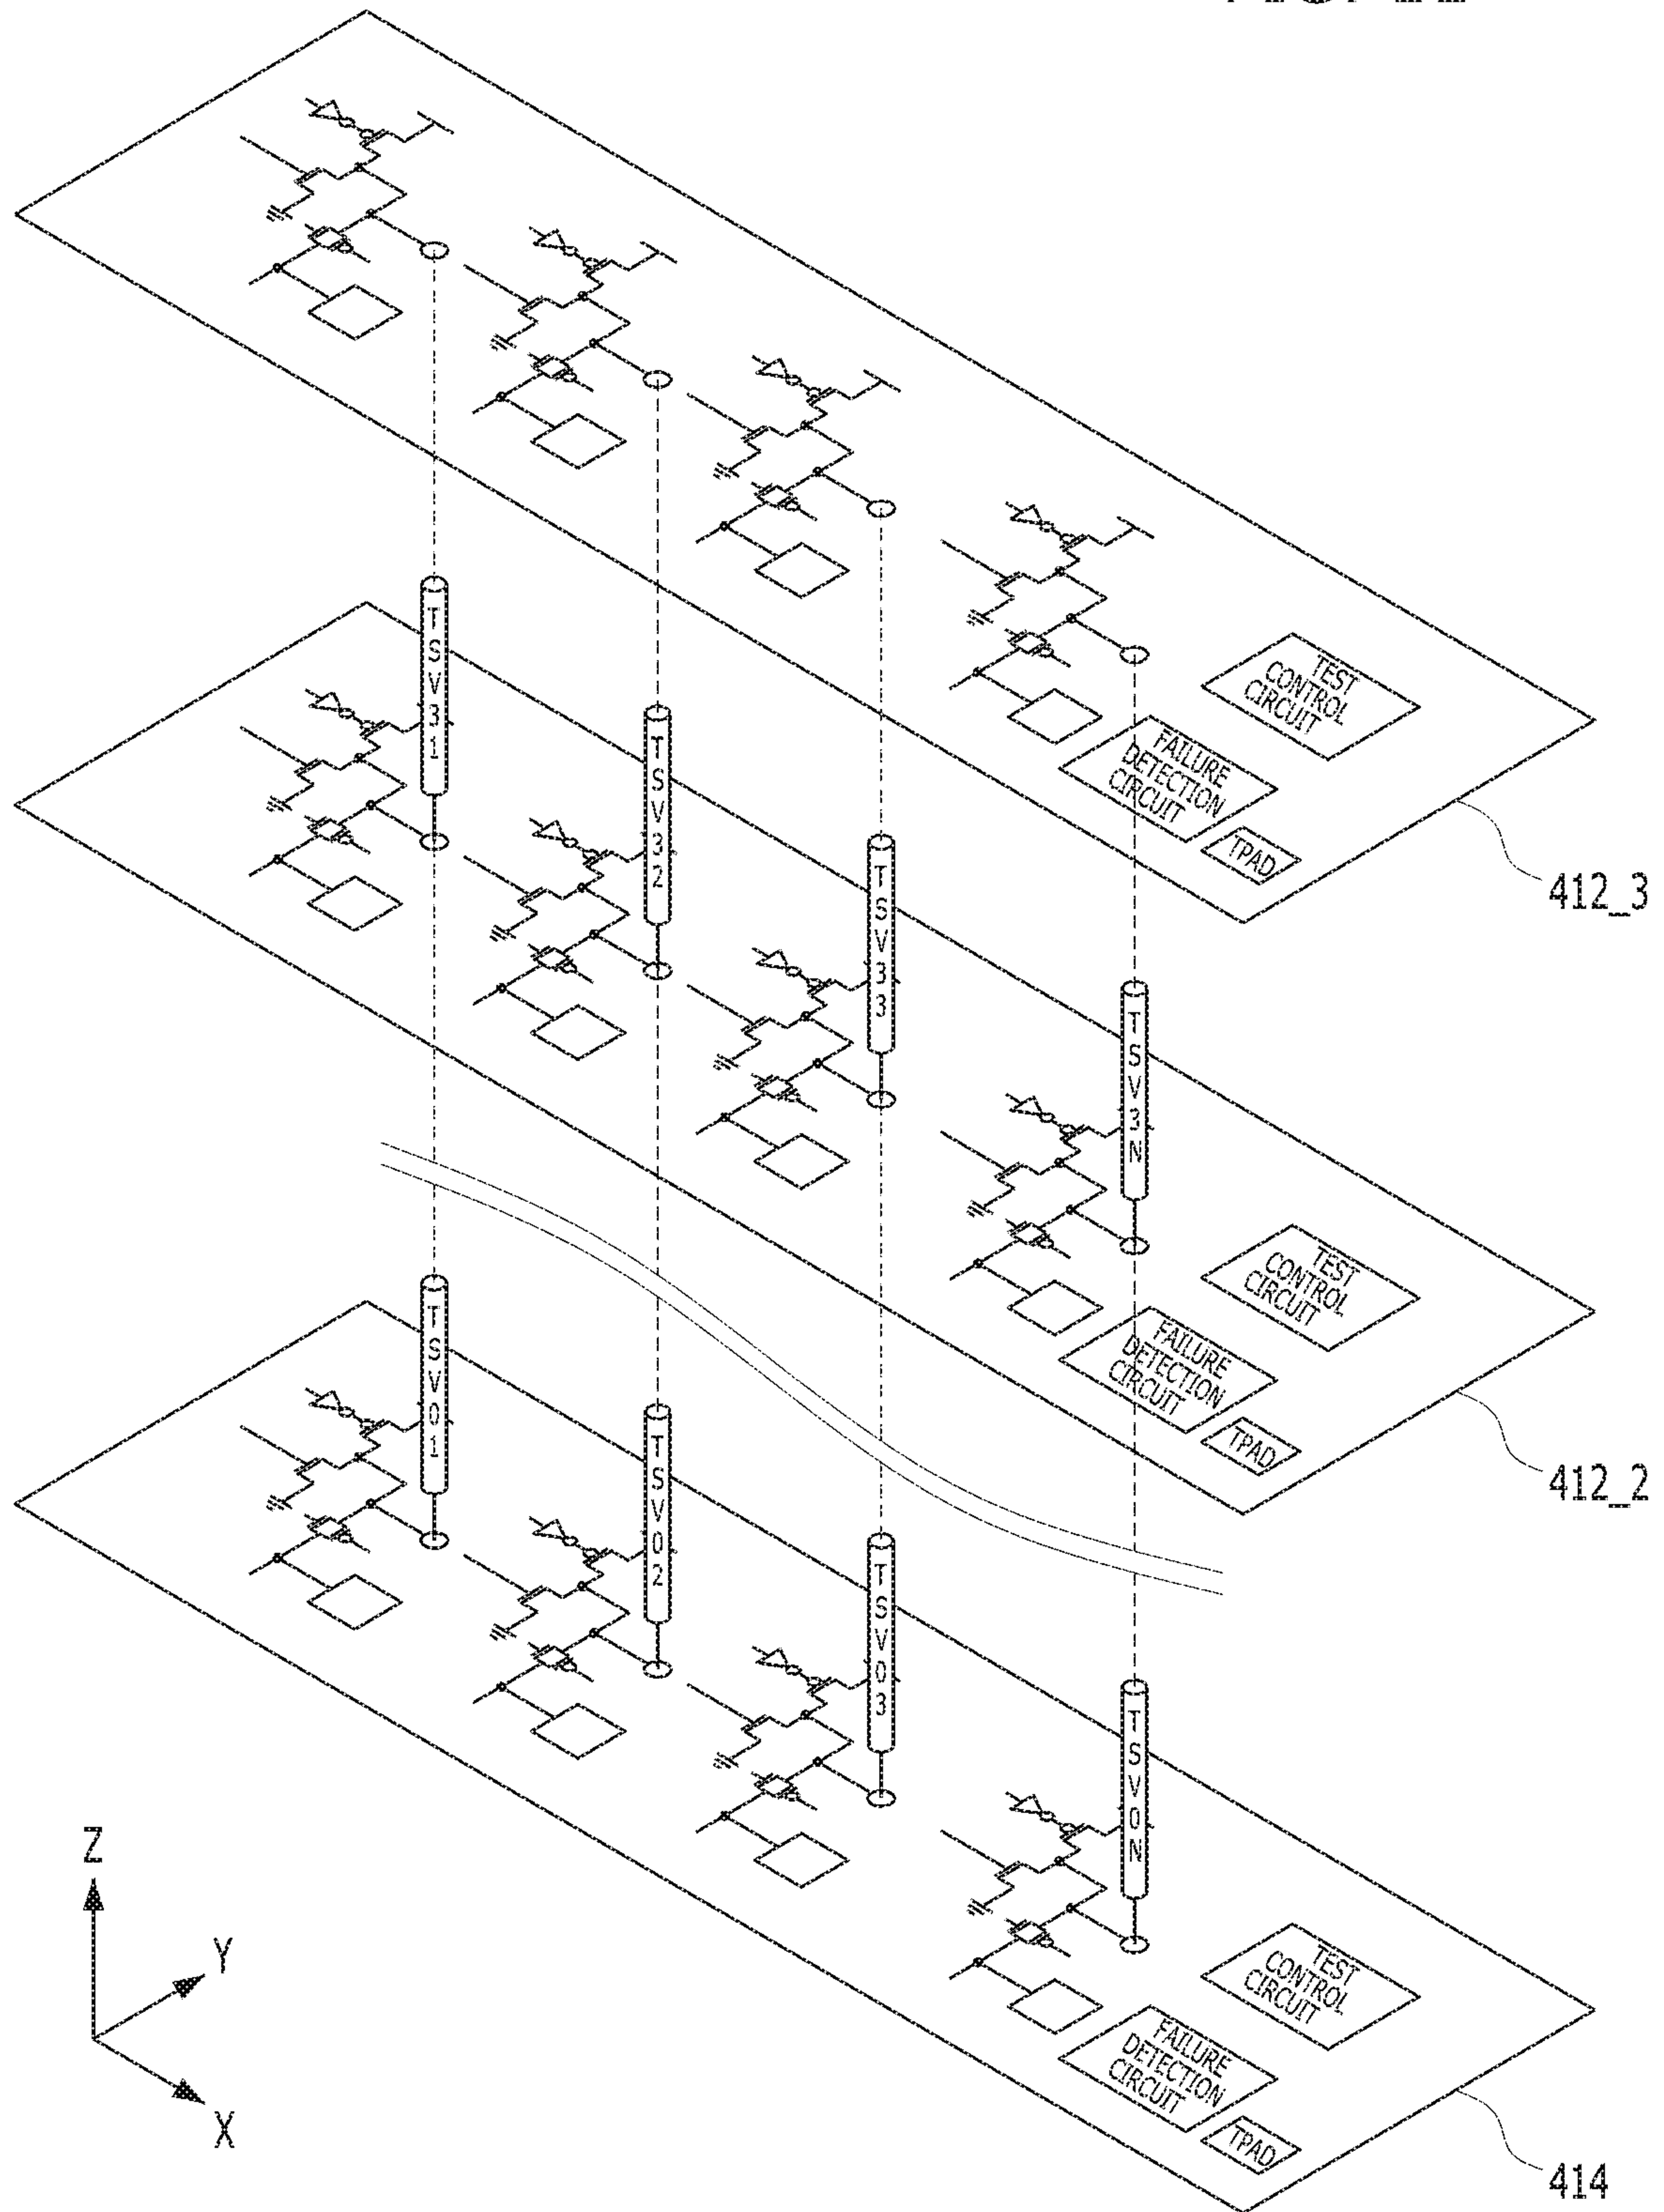 TEST
CONTROL
CIRCUIT
FAILURE
DETECTION
CIRCUIT
TPAD
412_3
TSV31
TSV32
TSV33
TSV3N
TEST
CONTROL
CIRCUIT
FAILURE
DETECTION
CIRCUIT
TPAD
412_2
TSV01
TSV02
TSV03
TSV0N
TEST
CONTROL
CIRCUIT
FAILURE
DETECTION
CIRCUIT
TPAD
414
Z
Y
X